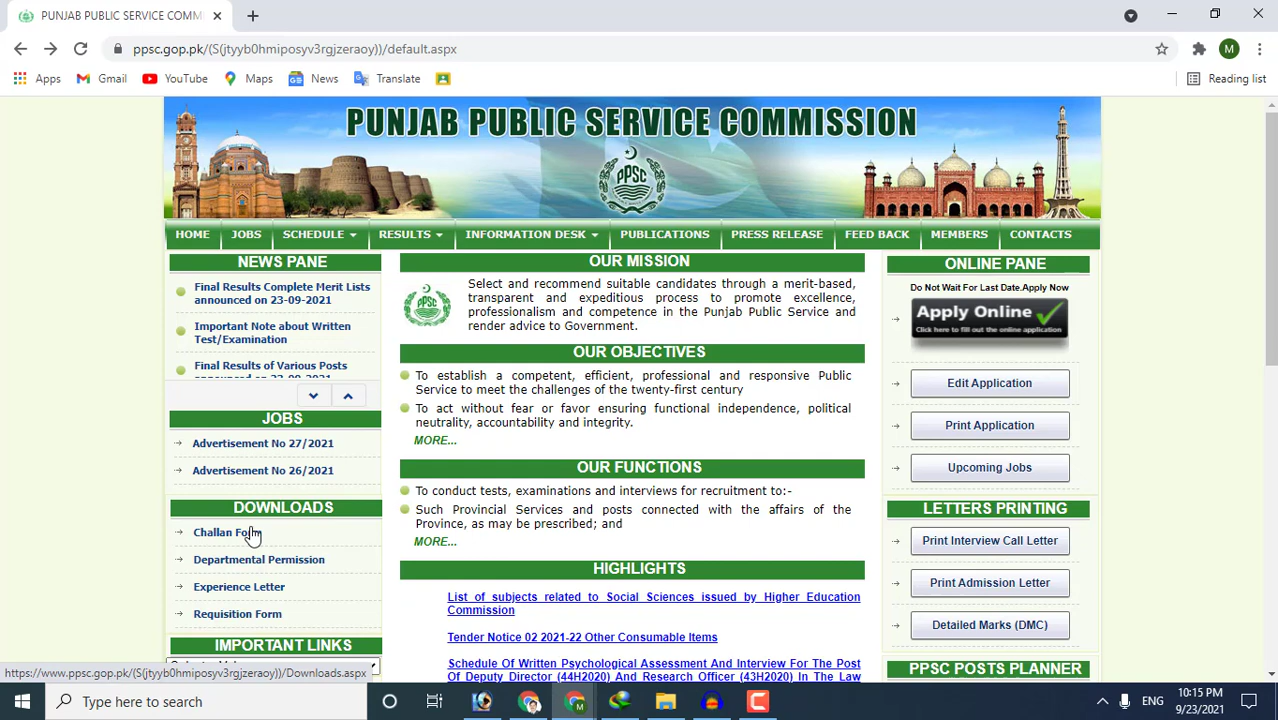 PUNJAB PUBLIC SERVICE COMMI
ppsc.gop.pk/(S(jtyyb0hmiposyv3rgjzeraoy))/default.aspx
M
Apps
Gmail
YouTube
Maps
News
Translate
Reading list
PUNJAB PUBLIC SERVICE COMMISSION
PPSC
HOME
JOBS
SCHEDULE
RESULTS
INFORMATION DESK
PUBLICATIONS
PRESS RELEASE
FEED BACK
MEMBERS
CONTACTS
NEWS PANE
Final Results Complete Merit Lists
announced on 23-09-2021
Important Note about Written
Test/Examination
Final Results of Various Posts
JOBS
Advertisement No 27/2021
Advertisement No 26/2021
DOWNLOADS
Challan Form
Departmental Permission
Experience Letter
Requisition Form
IMPORTANT LINKS
OUR MISSION
PPSC
Select and recommend suitable candidates through a merit-based,
transparent and expeditious process to promote excellence,
professionalism and competence in the Punjab Public Service and
render advice to Government.
OUR OBJECTIVES
To establish a competent, efficient, professional and responsive Public
Service to meet the challenges of the twenty-first century
To act without fear or favor ensuring functional independence, political
neutrality, accountability and integrity.
MORE...
OUR FUNCTIONS
To conduct tests, examinations and interviews for recruitment to:-
Such Provincial Services and posts connected with the affairs of the
Province, as may be prescribed; and
MORE...
HIGHLIGHTS
List of subjects related to Social Sciences issued by Higher Education
Commission
Tender Notice 02 2021-22 Other Consumable Items
Schedule Of Written Psychological Assessment And Interview For The Post
Of Deputy Director (44H2020) And Research Officer (43H2020) In The Law
ONLINE PANE
Do Not Wait For Last Date.Apply Now
Apply Online
Click here to fill out the online application
Edit Application
Print Application
Upcoming Jobs
LETTERS PRINTING
Print Interview Call Letter
Print Admission Letter
Detailed Marks (DMC)
PPSC POSTS PLANNER
https://www.ppsc.gop.pk/(S(jtyyb0hmiposyv3rgjzeraoy))/Downloads.aspx
Type here to search
ENG
10:15 PM
9/23/2021